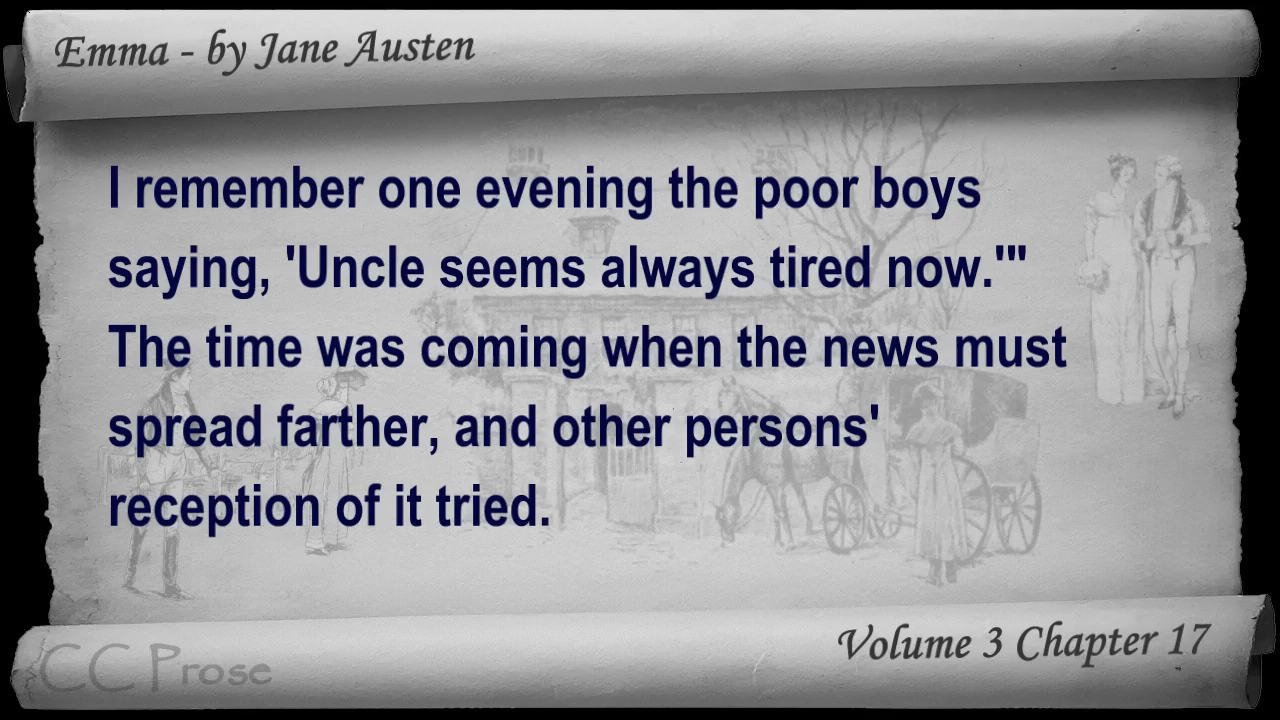 Emma - by Jane Austen
I remember one evening the poor boys
saying, 'Uncle seems always tired now.'"
The time was coming when the news must
spread farther, and other persons'
reception of it tried.
Volume 3 Chapter 17
CC Prose